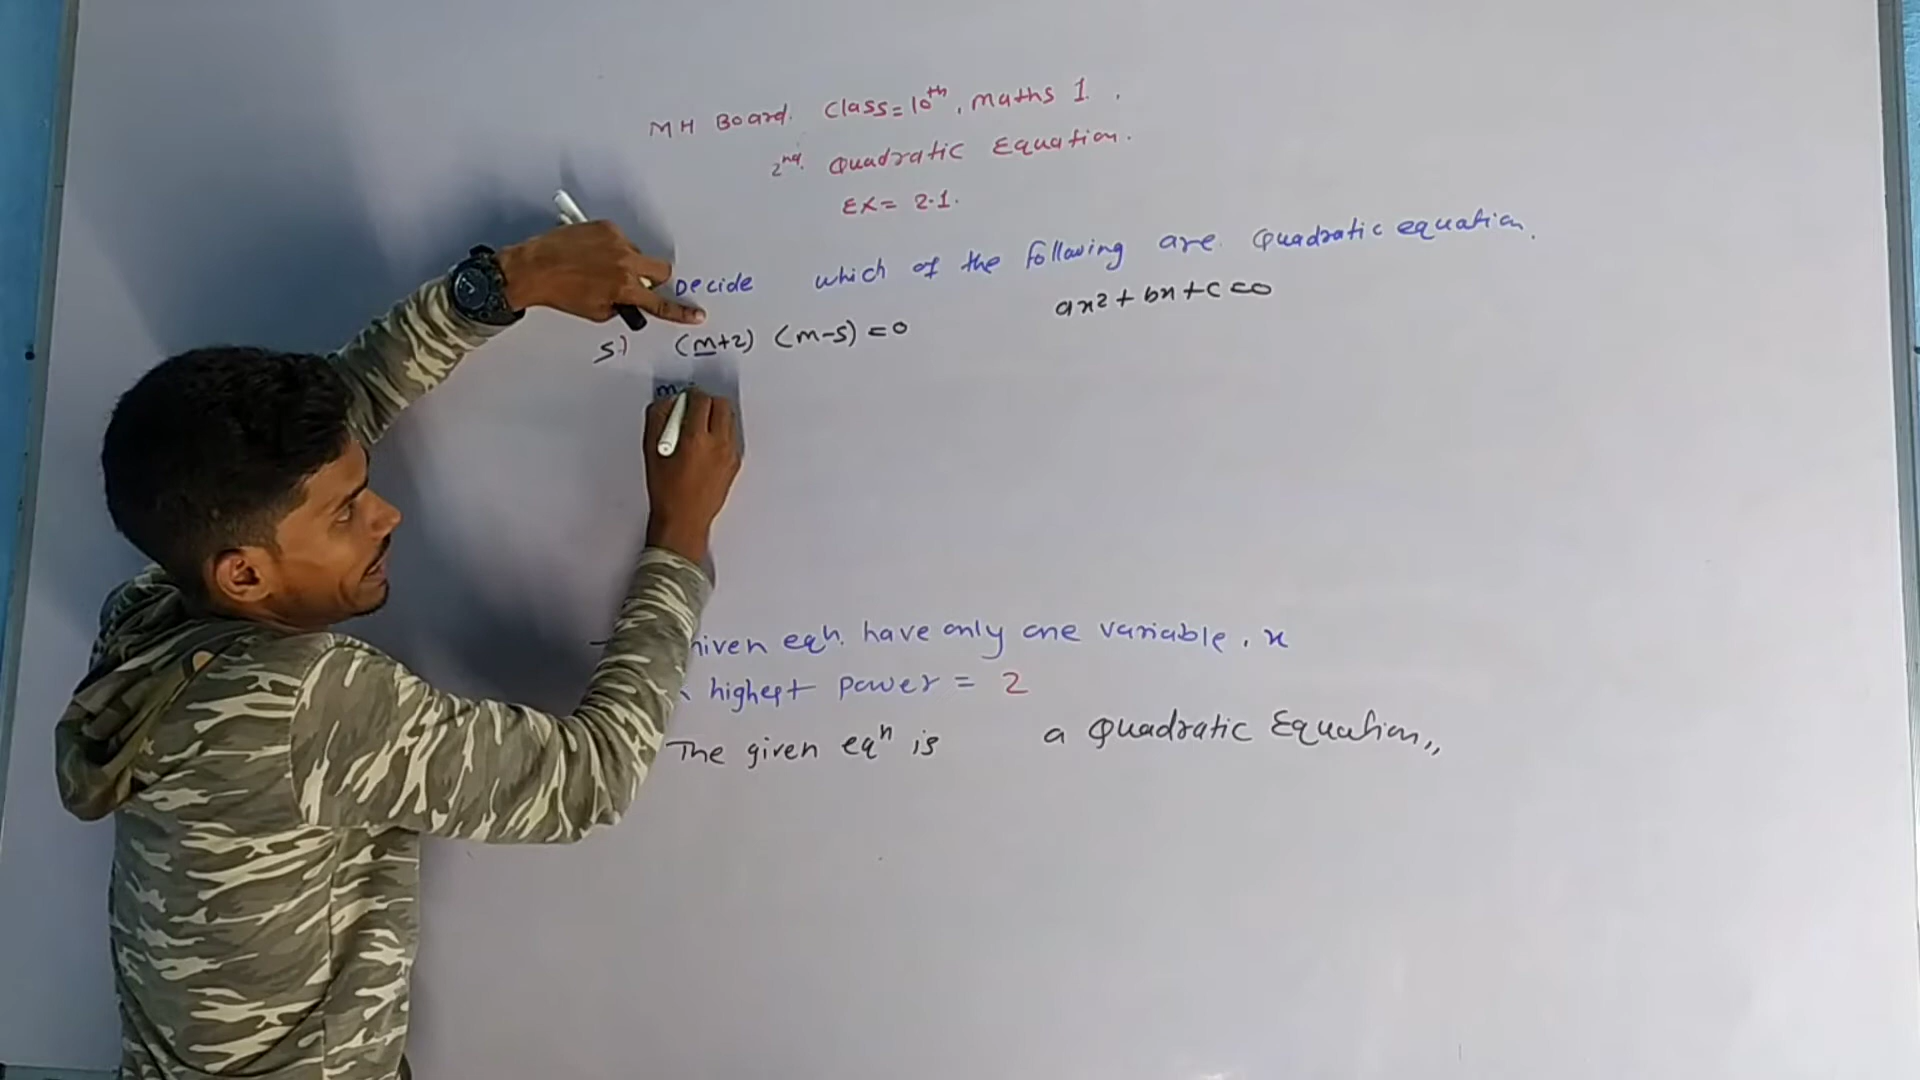 MH Board. Class=10th, maths 1.
2nd. Quadratic Equation.
EX= 2.1.
Decide which of the following are Quadratic equation.
ax²+bx+c=0
5.) (m+2) (m-5)=0
m
eqn. have only one variable. x
highest power = 2
The given eqn is a Quadratic Equation,,